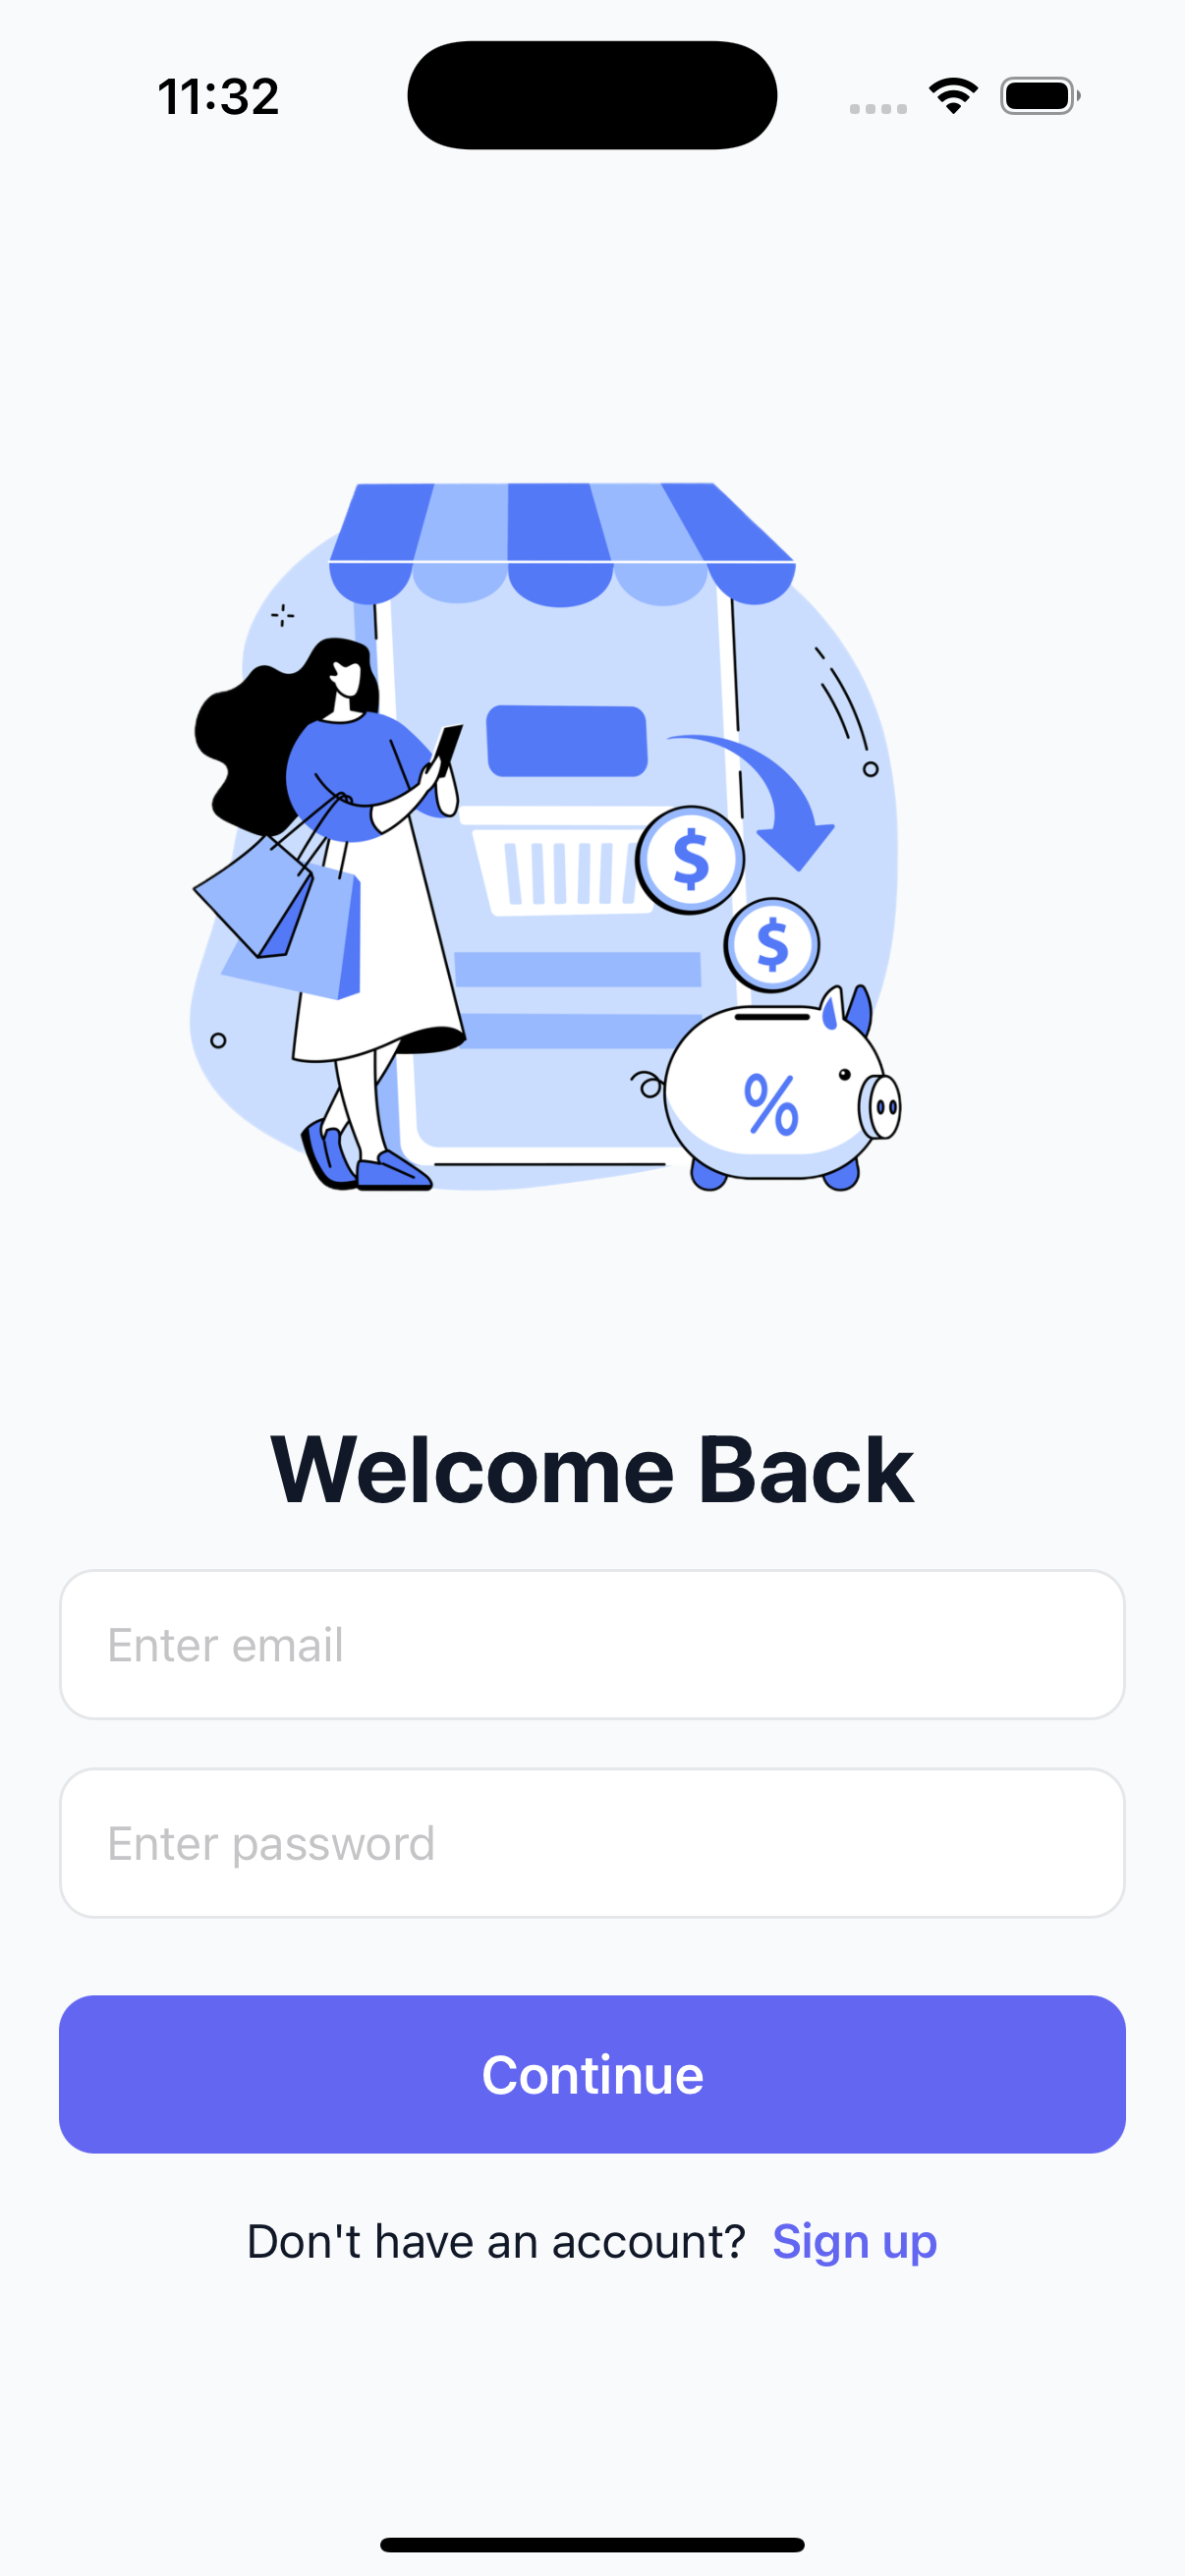 11:32
$
$
%
Welcome Back
Enter email
Enter password
Continue
Don't have an account? Sign up